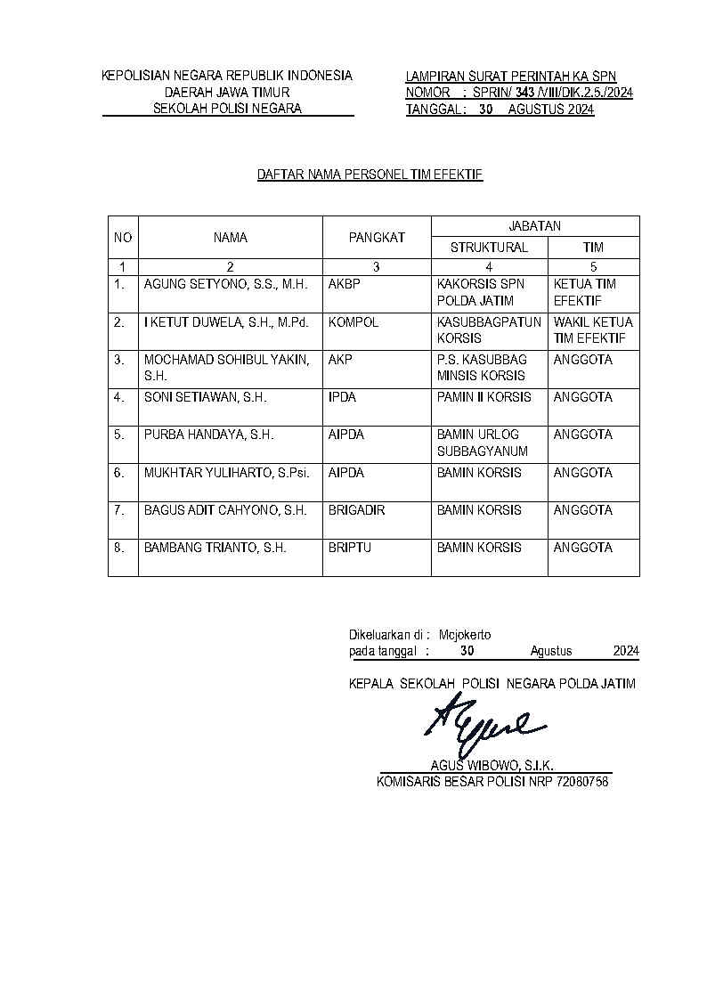 KEPOLISIAN NEGARA REPUBLIK INDONESIA
DAERAH JAWA TIMUR
SEKOLAH POLISI NEGARA
LAMPIRAN SURAT PERINTAH KA SPN
NOMOR : SPRIN/ 343 /VIII/DIK.2.5./2024
TANGGAL : 30 AGUSTUS 2024
DAFTAR NAMA PERSONEL TIM EFEKTIF
NO NAMA PANGKAT JABATAN
STRUKTURAL TIM
1 2 3 4 5
1. AGUNG SETYONO, S.S., M.H. AKBP KAKORSIS SPN KETUA TIM
POLDA JATIM EFEKTIF
2. I KETUT DUWELA, S.H., M.Pd. KOMPOL KASUBBAGPATUN WAKIL KETUA
KORSIS TIM EFEKTIF
3. MOCHAMAD SOHIBUL YAKIN, AKP P.S. KASUBBAG ANGGOTA
S.H. MINSIS KORSIS
4. SONI SETIAWAN, S.H. IPDA PAMIN II KORSIS ANGGOTA
5. PURBA HANDAYA, S.H. AIPDA BAMIN URLOG ANGGOTA
SUBBAGYANUM
6. MUKHTAR YULIHARTO, S.Psi. AIPDA BAMIN KORSIS ANGGOTA
7. BAGUS ADIT CAHYONO, S.H. BRIGADIR BAMIN KORSIS ANGGOTA
8. BAMBANG TRIANTO, S.H. BRIPTU BAMIN KORSIS ANGGOTA
Dikeluarkan di : Mojokerto
pada tanggal : 30 Agustus 2024
KEPALA SEKOLAH POLISI NEGARA POLDA JATIM
AGUS WIBOWO, S.I.K.
KOMISARIS BESAR POLISI NRP 72080758